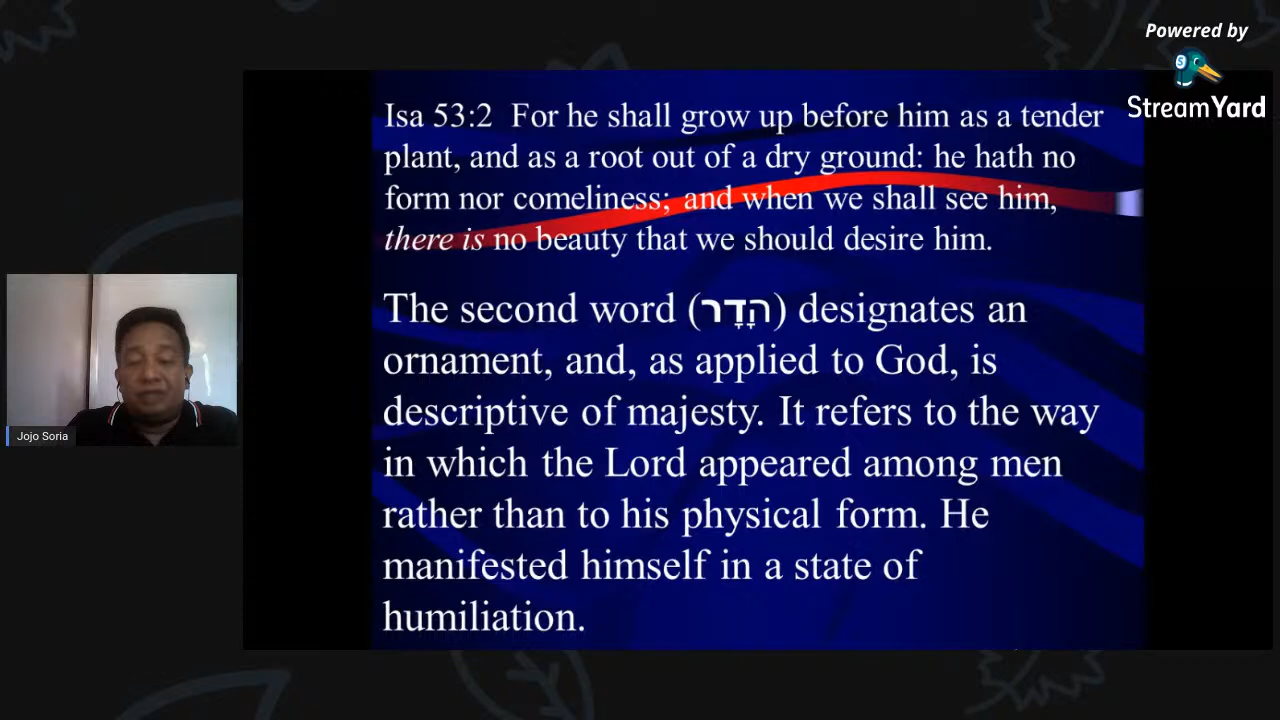 Powered by
StreamYard
Isa 53:2 For he shall grow up before him as a tender
plant, and as a root out of a dry ground: he hath no
form nor comeliness; and when we shall see him,
there is no beauty that we should desire him.
The second word (הָדָר) designates an
ornament, and, as applied to God, is
descriptive of majesty. It refers to the way
in which the Lord appeared among men
rather than to his physical form. He
manifested himself in a state of
humiliation.
Jojo Soria